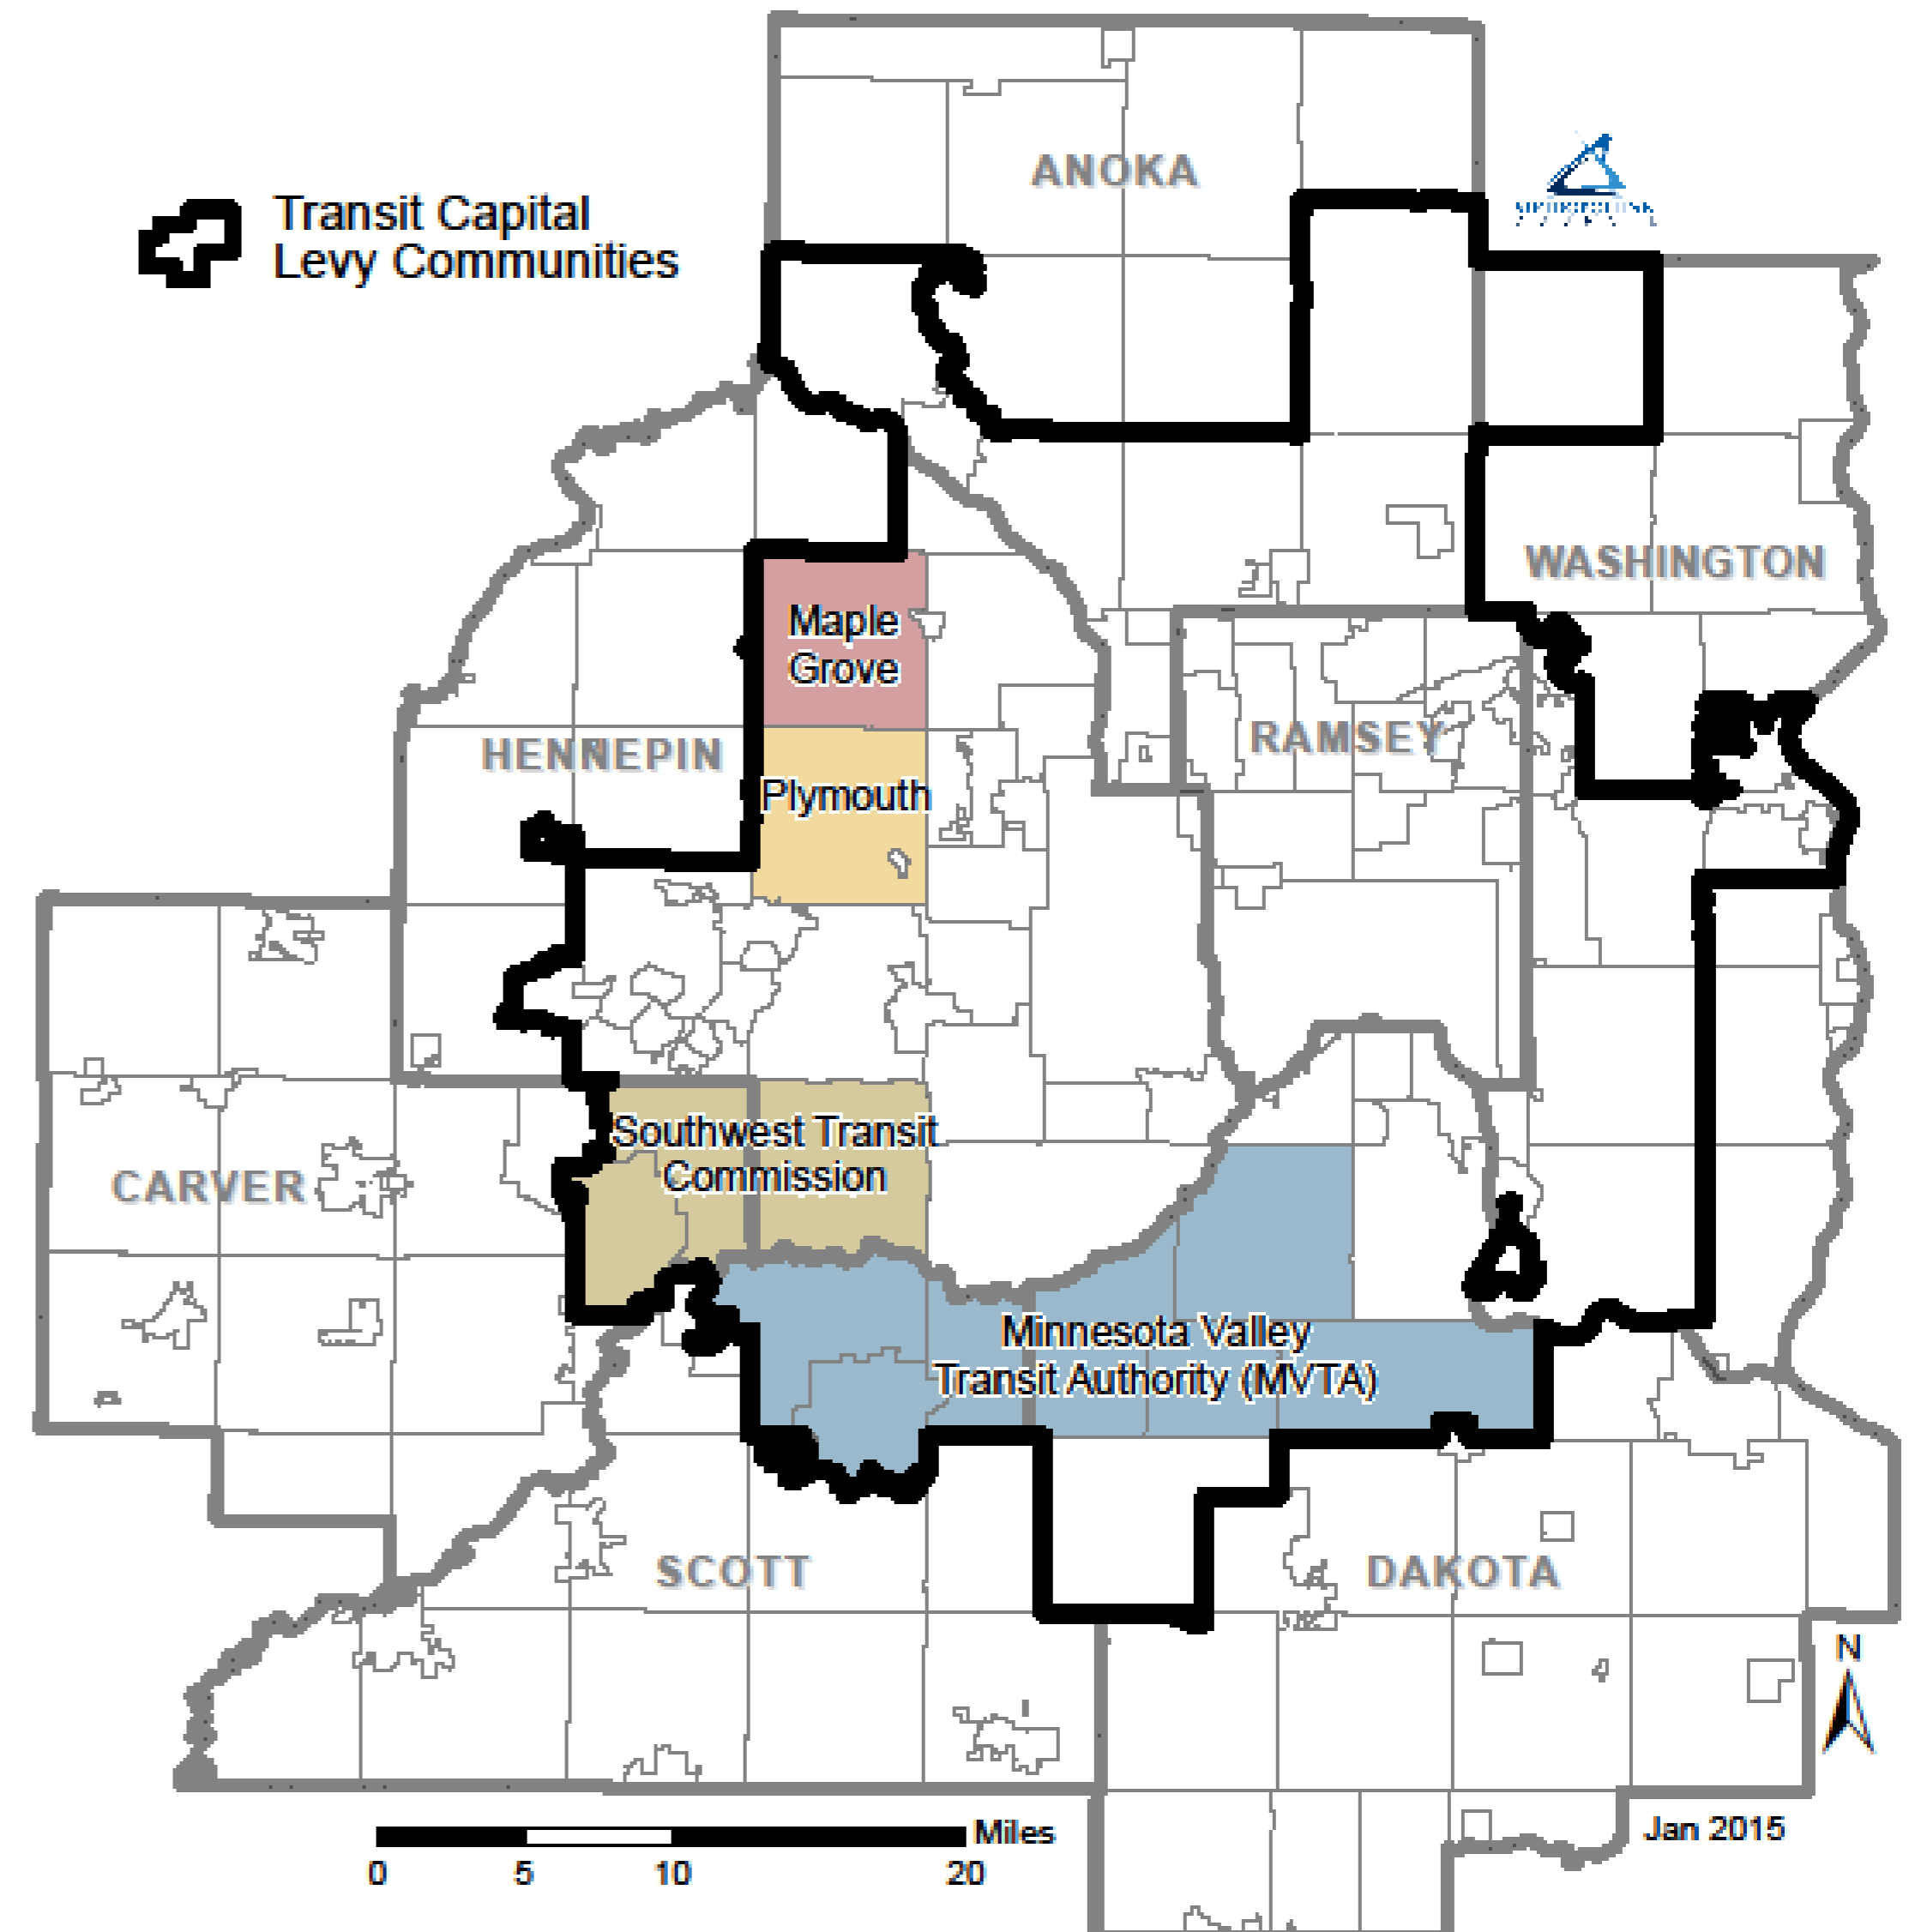 ANOKA
Transit Capital
Levy Communities
WASHINGTON
Maple
Grove
HENNEPIN
RAMSEY
Plymouth
Southwest Transit
Commission
CARVER
Minnesota Valley
Transit Authority (MVTA)
SCOTT
DAKOTA
N
Miles
0 5 10 20
Jan 2015